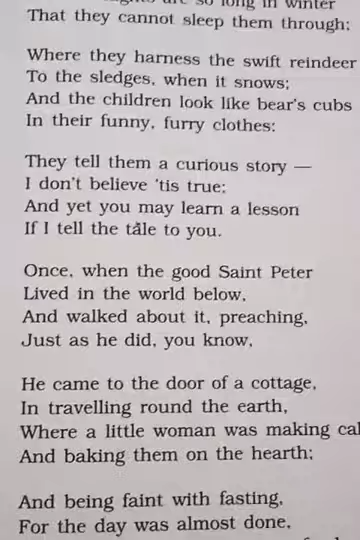 are so long in winter
That they cannot sleep them through;
Where they harness the swift reindeer
To the sledges, when it snows;
And the children look like bear's cubs
In their funny, furry clothes:
They tell them a curious story —
I don't believe 'tis true;
And yet you may learn a lesson
If I tell the tale to you.
Once, when the good Saint Peter
Lived in the world below,
And walked about it, preaching,
Just as he did, you know,
He came to the door of a cottage,
In travelling round the earth,
Where a little woman was making
And baking them on the hearth;
And being faint with fasting,
For the day was almost done,